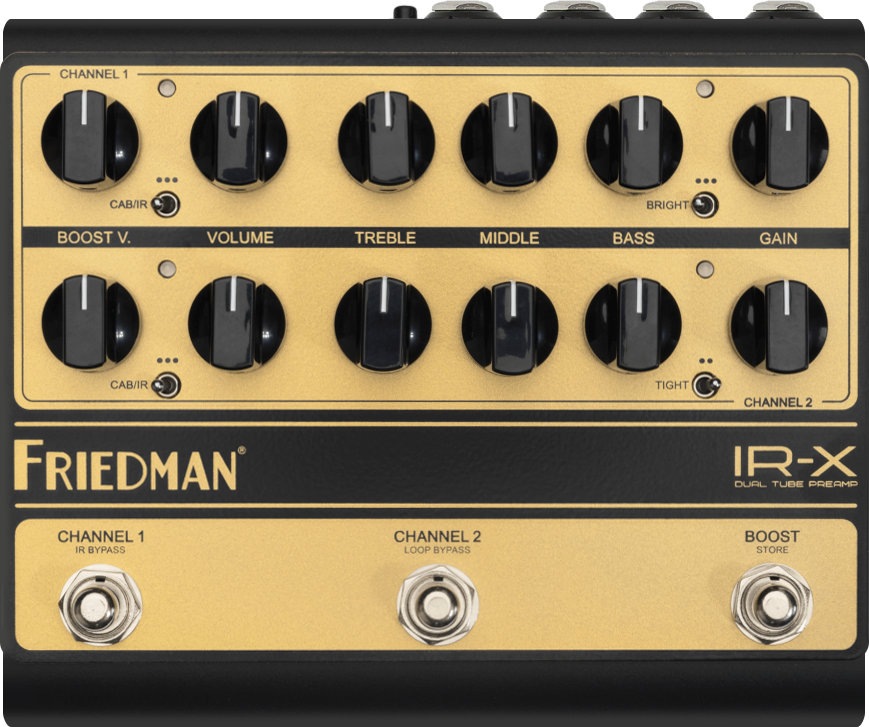 CHANNEL 1
CAB/IR
BRIGHT
BOOST V. VOLUME TREBLE MIDDLE BASS GAIN
CAB/IR
TIGHT
CHANNEL 2
FRIEDMAN®
IR-X
DUAL TUBE PREAMP
CHANNEL 1
IR BYPASS
CHANNEL 2
LOOP BYPASS
BOOST
STORE